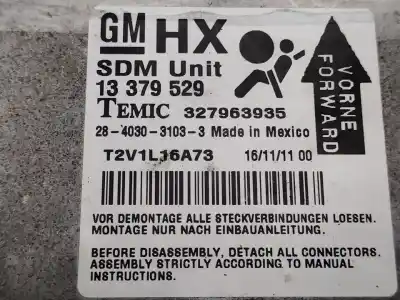 GM HX
SDM Unit
13 379 529
TEMIC 327963935
28-4030-3103-3 Made in Mexico
T2V1L16A73 16/11/11 00
VORNE
FORWARD
VOR DEMONTAGE ALLE STECKVERBINDUNGEN LOESEN.
MONTAGE NUR NACH EINBAUANLEITUNG.
BEFORE DISASSEMBLY, DETACH ALL CONNECTORS.
ASSEMBLY STRICTLY ACCORDING TO MANUAL
INSTRUCTIONS.